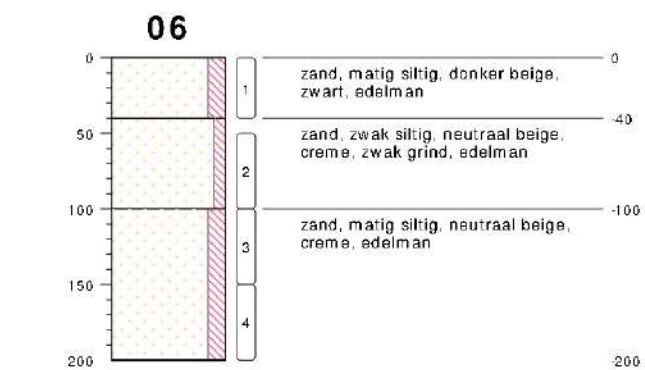 06
0
50
100
150
200
1
2
3
4
zand, matig siltig, donker beige,
zwart, edelman
zand, zwak siltig, neutraal beige,
creme, zwak grind, edelman
zand, matig siltig, neutraal beige,
creme, edelman
0
-40
-100
-200